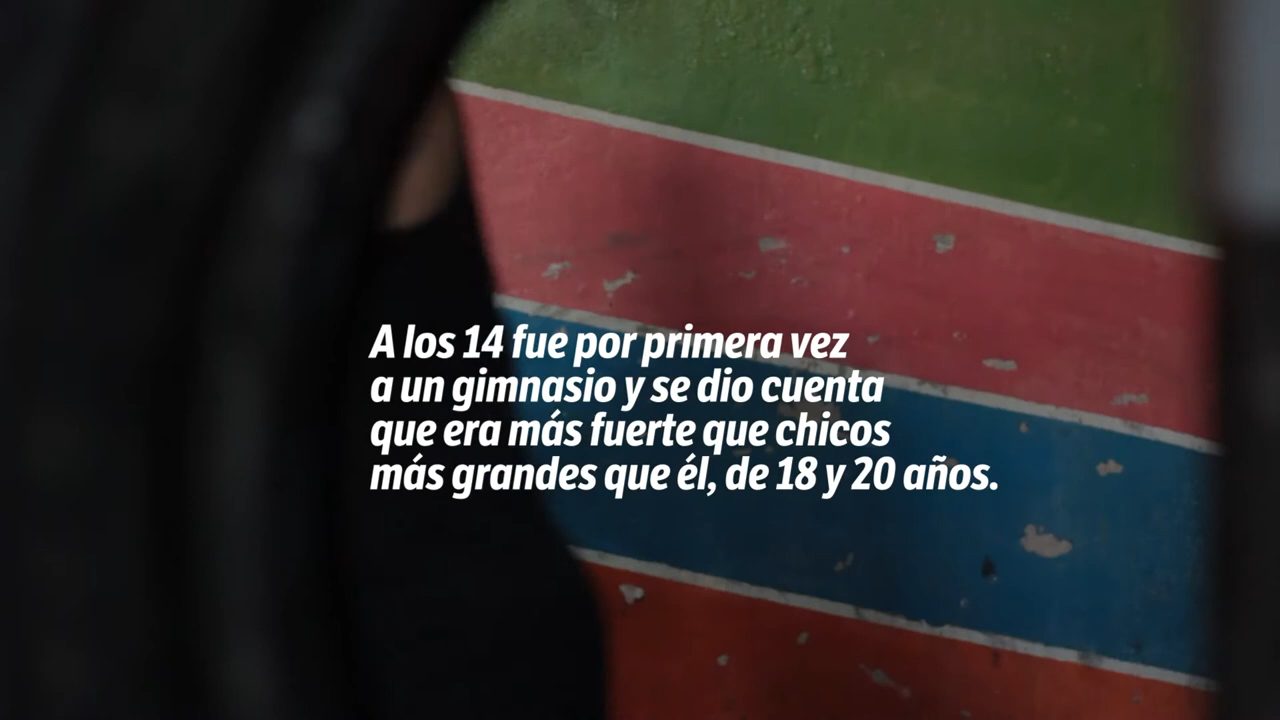 A los 14 fue por primera vez
a un gimnasio y se dio cuenta
que era más fuerte que chicos
más grandes que él, de 18 y 20 años.